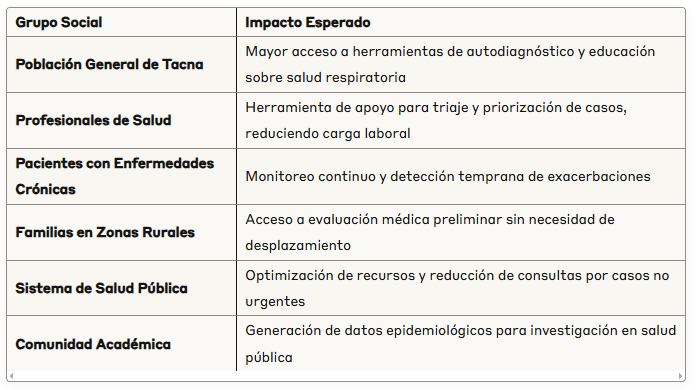 Grupo Social
Impacto Esperado
Población General de Tacna
Mayor acceso a herramientas de autodiagnóstico y educación
sobre salud respiratoria
Profesionales de Salud
Herramienta de apoyo para triaje y priorización de casos,
reduciendo carga laboral
Pacientes con Enfermedades
Crónicas
Monitoreo continuo y detección temprana de exacerbaciones
Familias en Zonas Rurales
Acceso a evaluación médica preliminar sin necesidad de
desplazamiento
Sistema de Salud Pública
Optimización de recursos y reducción de consultas por casos no
urgentes
Comunidad Académica
Generación de datos epidemiológicos para investigación en salud
pública